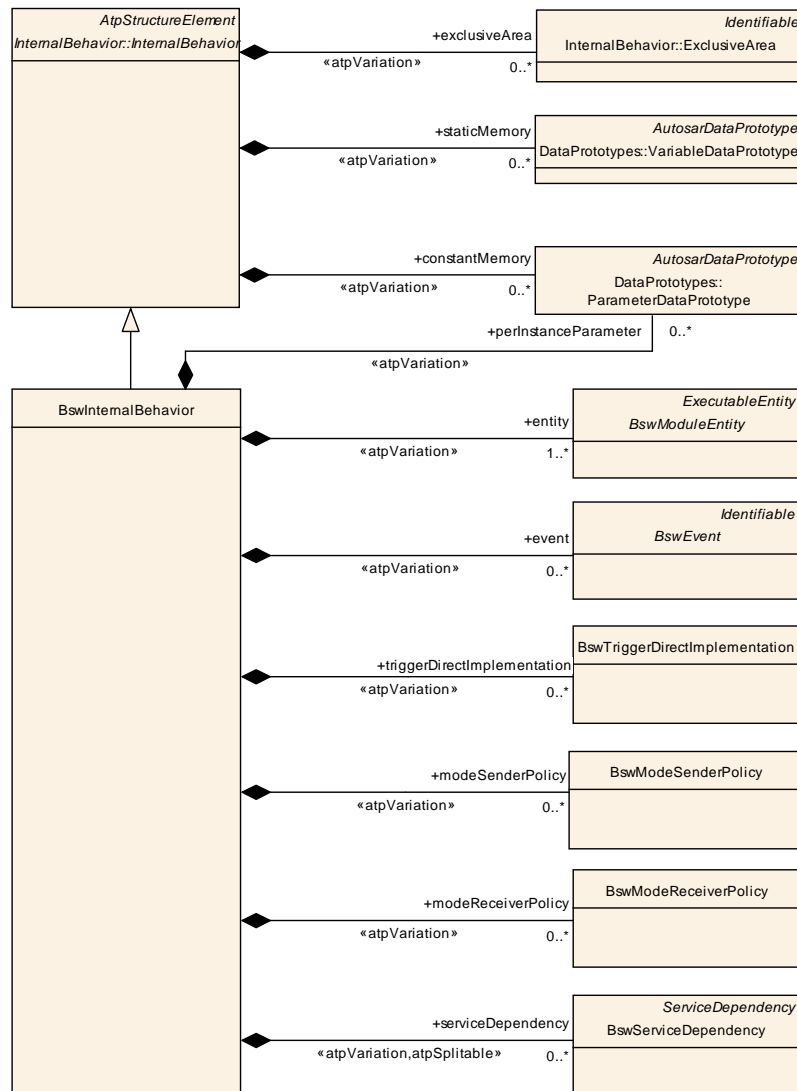 AtpStructureElement
InternalBehavior::InternalBehavior
+exclusiveArea
«atpVariation»
0..*
Identifiable
InternalBehavior::ExclusiveArea
+staticMemory
«atpVariation»
0..*
AutosarDataPrototype
DataPrototypes::VariableDataPrototype
+constantMemory
«atpVariation»
0..*
AutosarDataPrototype
DataPrototypes::
ParameterDataPrototype
+perInstanceParameter
0..*
«atpVariation»
BswInternalBehavior
+entity
«atpVariation»
1..*
ExecutableEntity
BswModuleEntity
+event
«atpVariation»
0..*
Identifiable
BswEvent
+triggerDirectImplementation
«atpVariation»
0..*
BswTriggerDirectImplementation
+modeSenderPolicy
«atpVariation»
0..*
BswModeSenderPolicy
+modeReceiverPolicy
«atpVariation»
0..*
BswModeReceiverPolicy
+serviceDependency
«atpVariation,atpSplitable»
0..*
ServiceDependency
BswServiceDependency